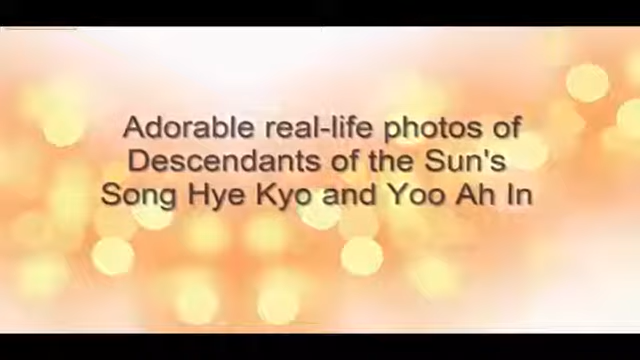 Adorable real-life photos of
Descendants of the Sun's
Song Hye Kyo and Yoo Ah In